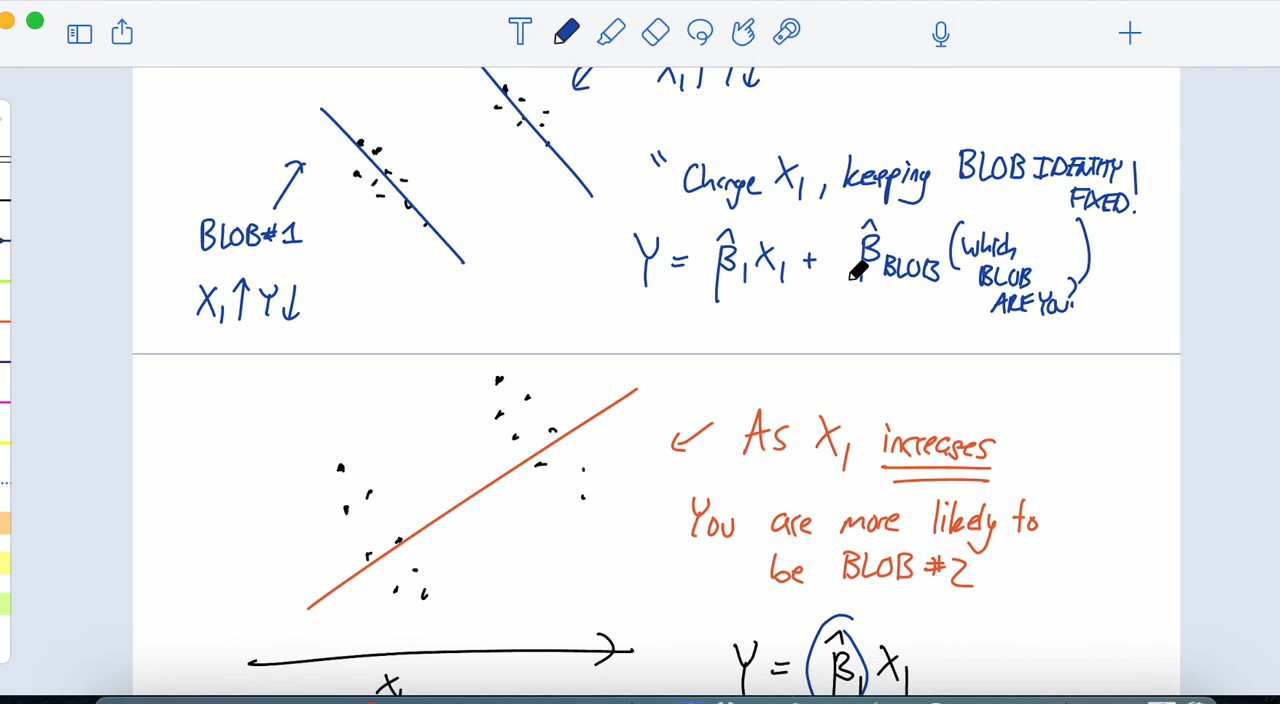 X₁↑Y↓
"Change X₁, keeping BLOB IDENTITY FIXED!
BLOB#1
Y = β̂₁X₁ + β̂BLOB (which BLOB ARE YOU?)
X₁↑Y↓
As X₁ increases
You are more likely to
be BLOB #2
Y = β̂₁X₁
X₁